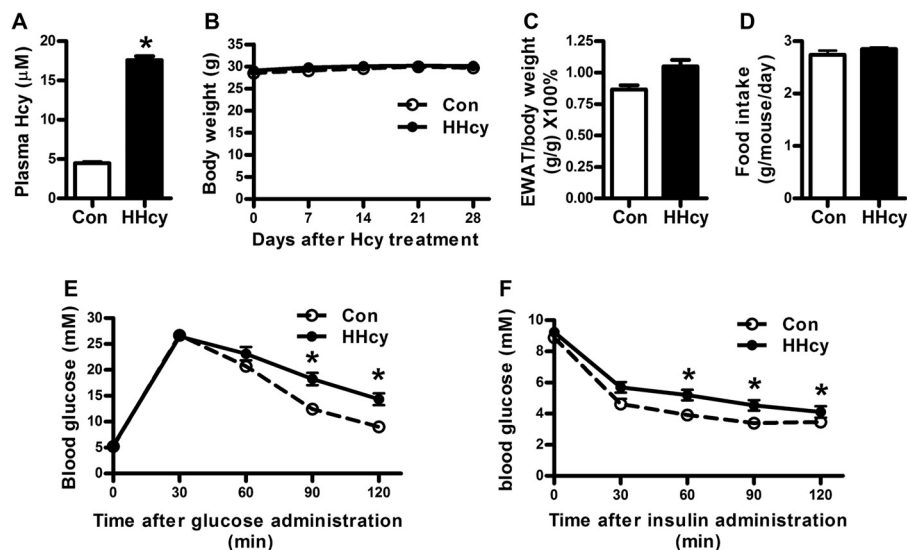 A
Plasma Hcy (μM)
20
15
10
5
0
*
Con
HHcy
B
Body weight (g)
35
30
25
20
15
10
5
0
Con
HHcy
0 7 14 21 28
Days after Hcy treatment
C
EWAT/body weight
(g/g) X100%
1.25
1.00
0.75
0.50
0.25
0.00
Con
HHcy
D
Food intake
(g/mouse/day)
3
2
1
0
Con
HHcy
E
Blood glucose (mM)
30
25
20
15
10
5
0
Con
HHcy
*
*
0 30 60 90 120
Time after glucose administration
(min)
F
blood glucose (mM)
10
8
6
4
2
0
Con
HHcy
*
*
*
0 30 60 90 120
Time after insulin administration
(min)